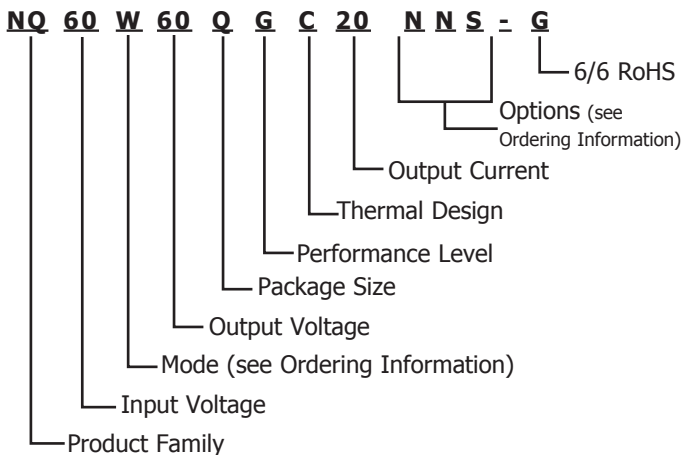 NQ 60 W 60 Q G C 20 N N S - G
6/6 RoHS
Options (see
Ordering Information)
Output Current
Thermal Design
Performance Level
Package Size
Output Voltage
Mode (see Ordering Information)
Input Voltage
Product Family